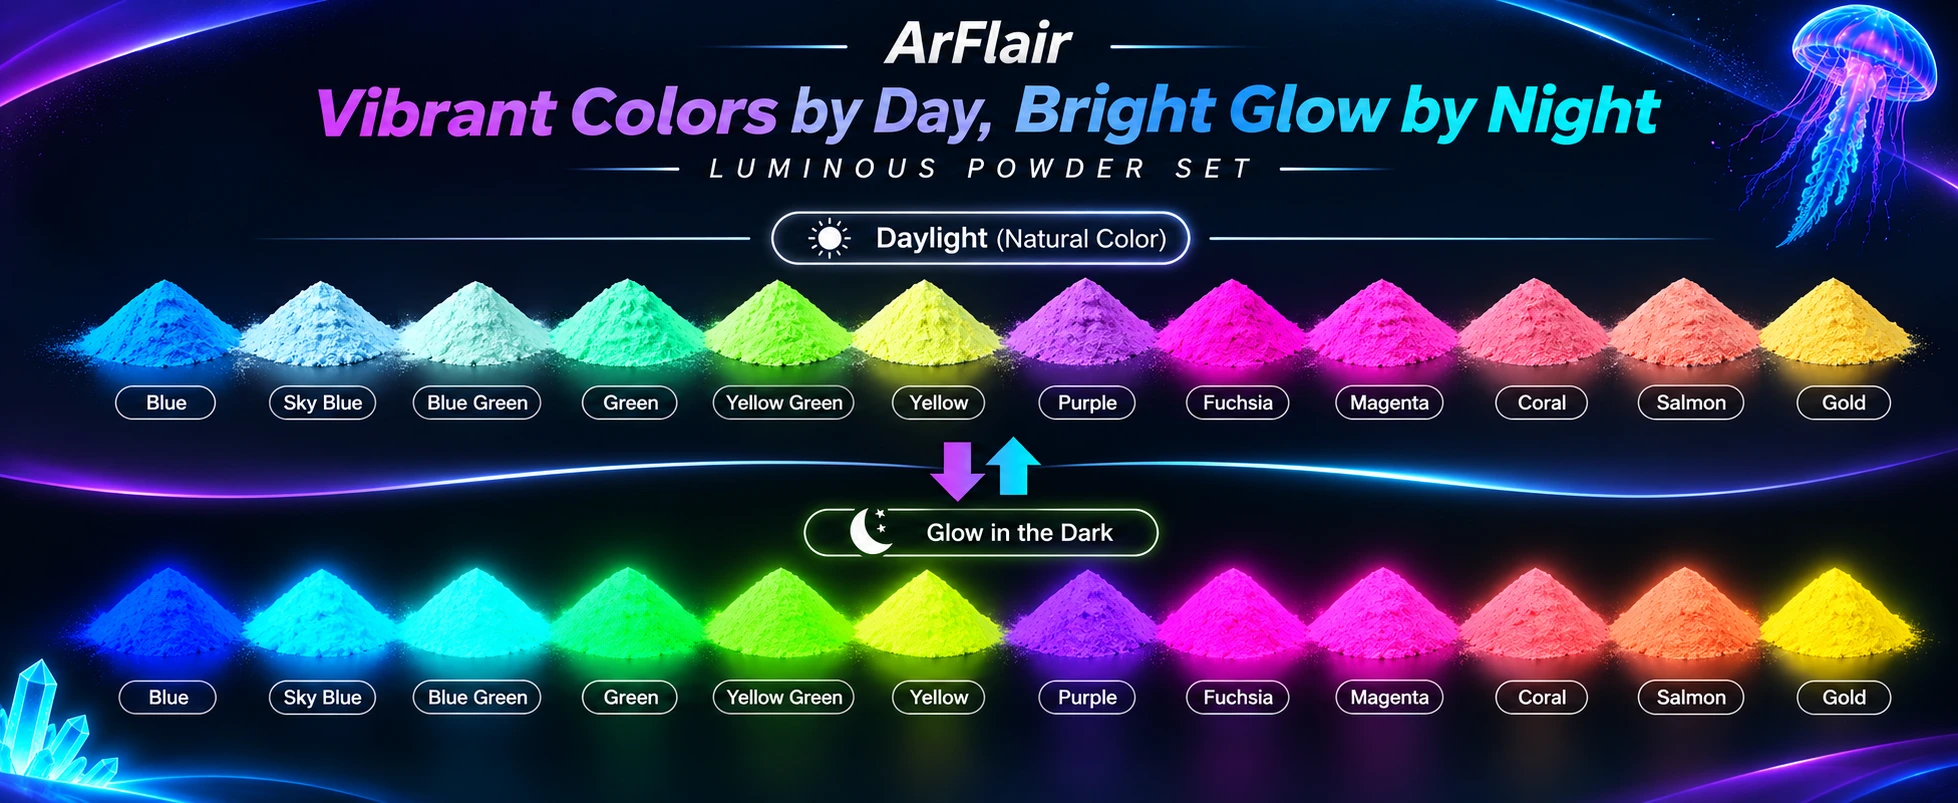 ArFlair
Vibrant Colors by Day, Bright Glow by Night
LUMINOUS POWDER SET
Daylight (Natural Color)
Blue Sky Blue Blue Green Green Yellow Green Yellow Purple Fuchsia Magenta Coral Salmon Gold
Glow in the Dark
Blue Sky Blue Blue Green Green Yellow Green Yellow Purple Fuchsia Magenta Coral Salmon Gold